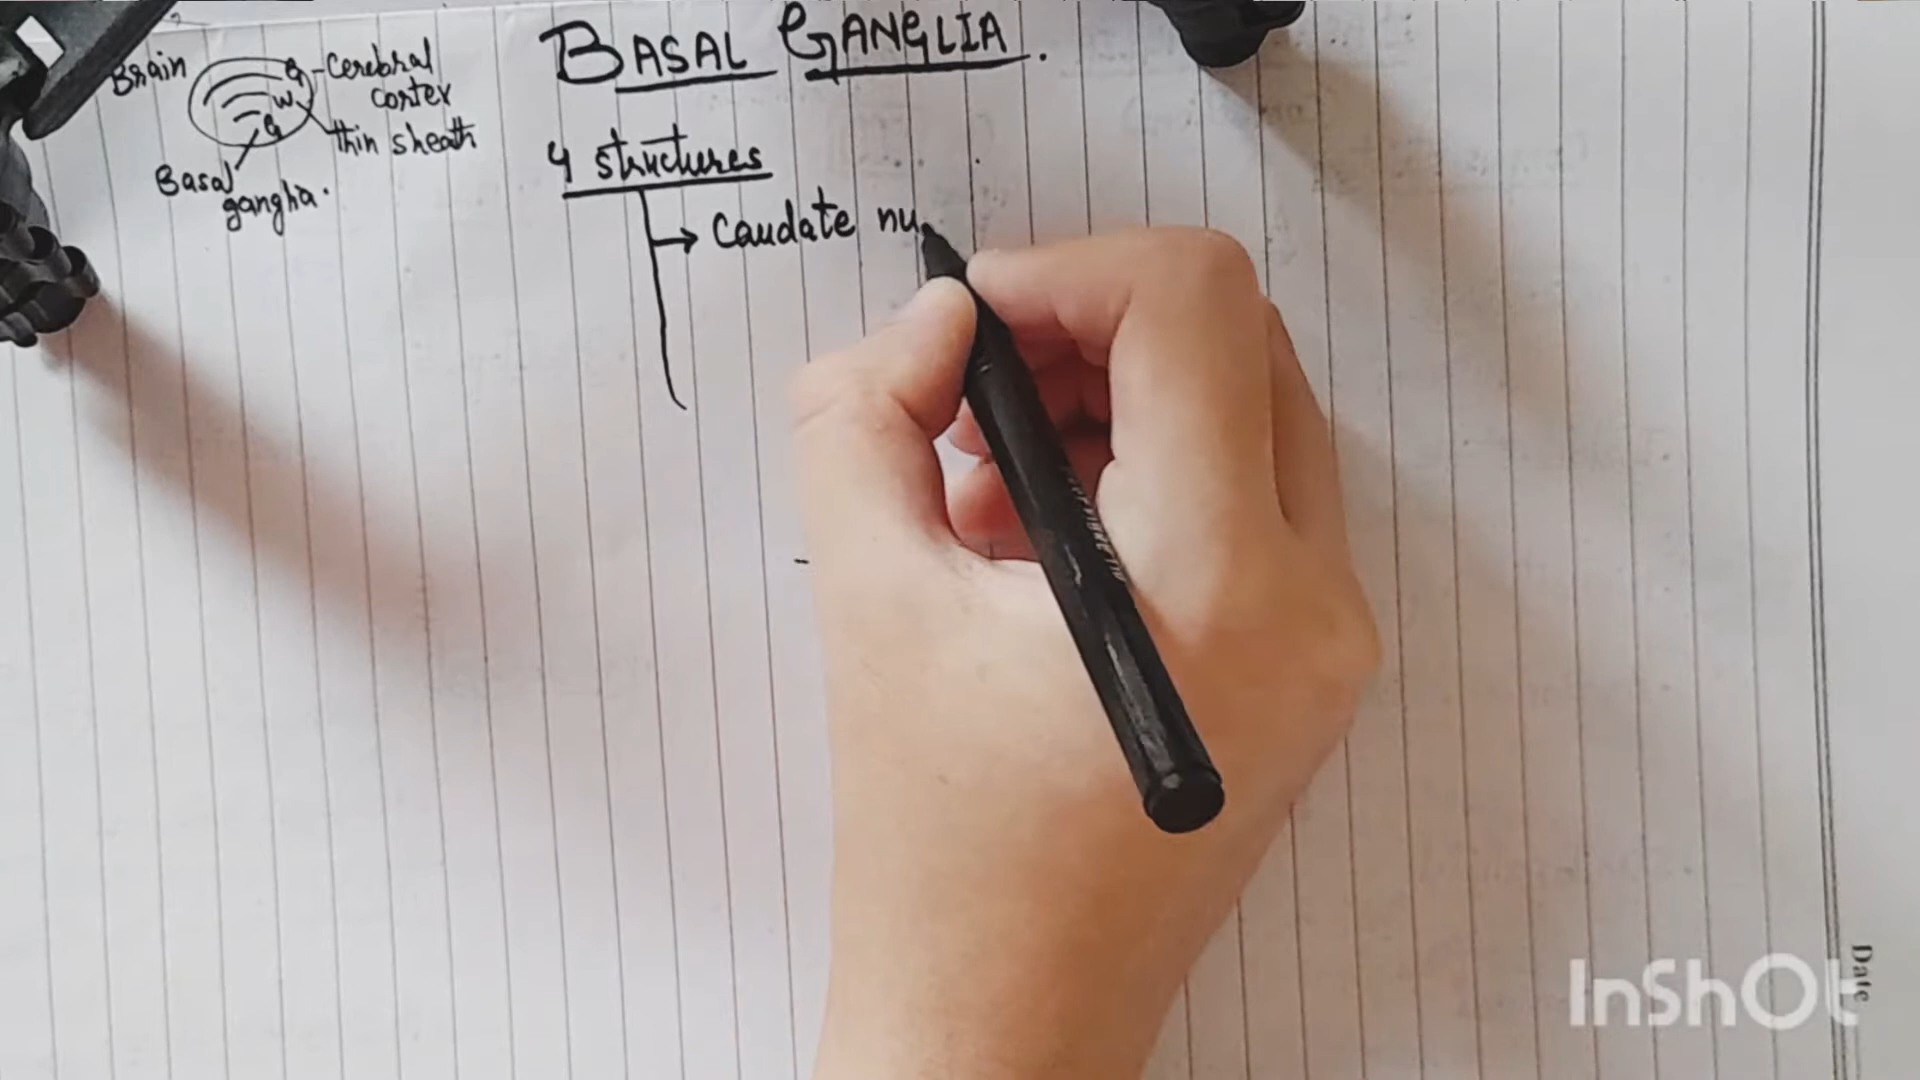 BASAL GANGLIA.
Brain
G - Cerebral
cortex
W
thin sheath
G
Basal
ganglia.
4 structures
→ Caudate nu
InShot
Date